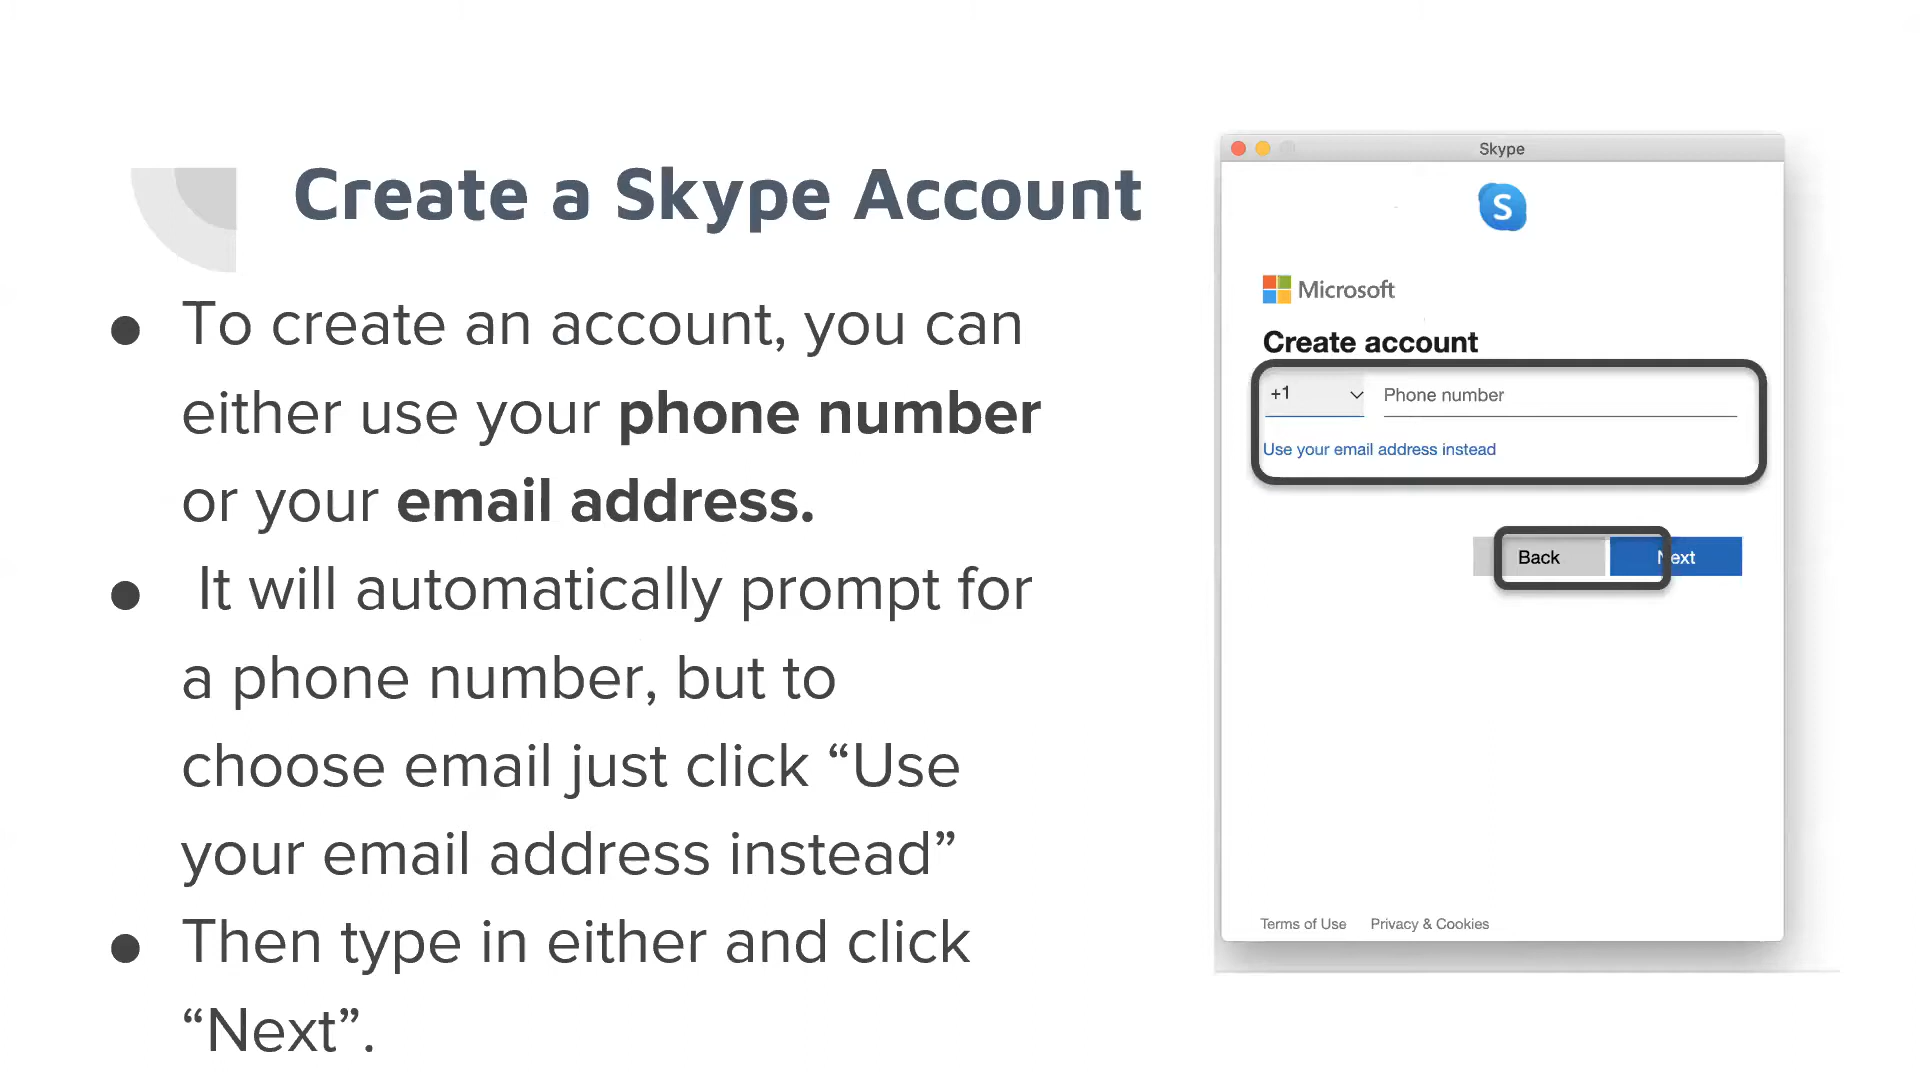 Create a Skype Account
● To create an account, you can
either use your phone number
or your email address.
● It will automatically prompt for
a phone number, but to
choose email just click “Use
your email address instead”
● Then type in either and click
“Next”.
Skype
S
Microsoft
Create account
+1 Phone number
Use your email address instead
Back Next
Terms of Use Privacy & Cookies